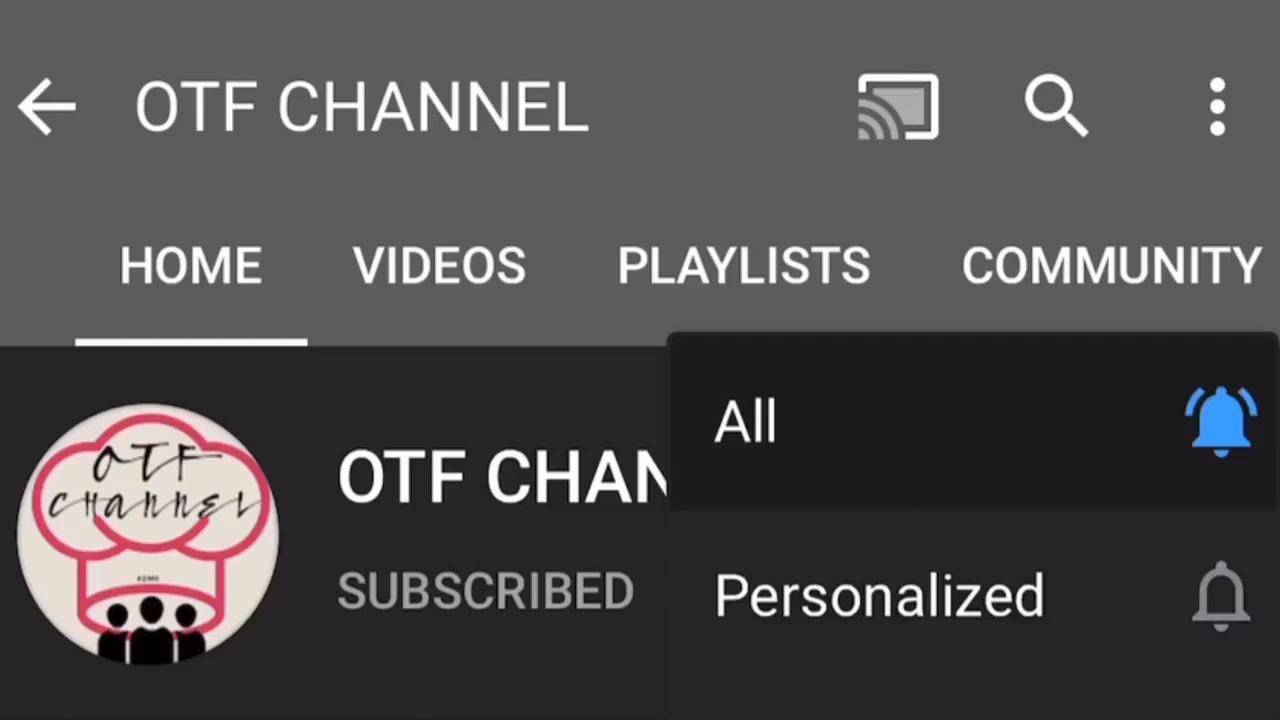 OTF CHANNEL
HOME VIDEOS PLAYLISTS COMMUNITY
All
OTF CHAN
SUBSCRIBED
Personalized
OTF
CHANNEL